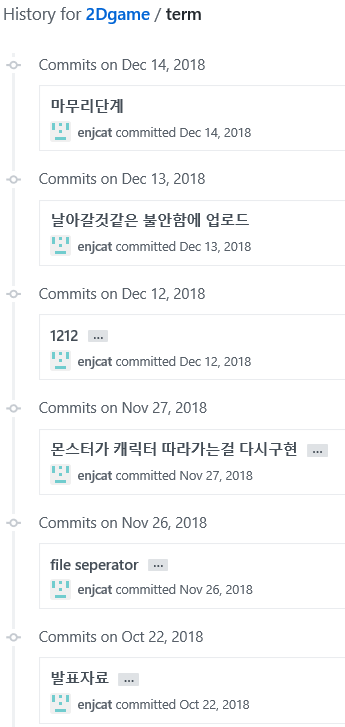 History for 2Dgame / term
Commits on Dec 14, 2018
마무리단계
enjcat committed Dec 14, 2018
Commits on Dec 13, 2018
날아갈것같은 불안함에 업로드
enjcat committed Dec 13, 2018
Commits on Dec 12, 2018
1212 ...
enjcat committed Dec 12, 2018
Commits on Nov 27, 2018
몬스터가 캐릭터 따라가는걸 다시구현 ...
enjcat committed Nov 27, 2018
Commits on Nov 26, 2018
file seperator ...
enjcat committed Nov 26, 2018
Commits on Oct 22, 2018
발표자료 ...
enjcat committed Oct 22, 2018